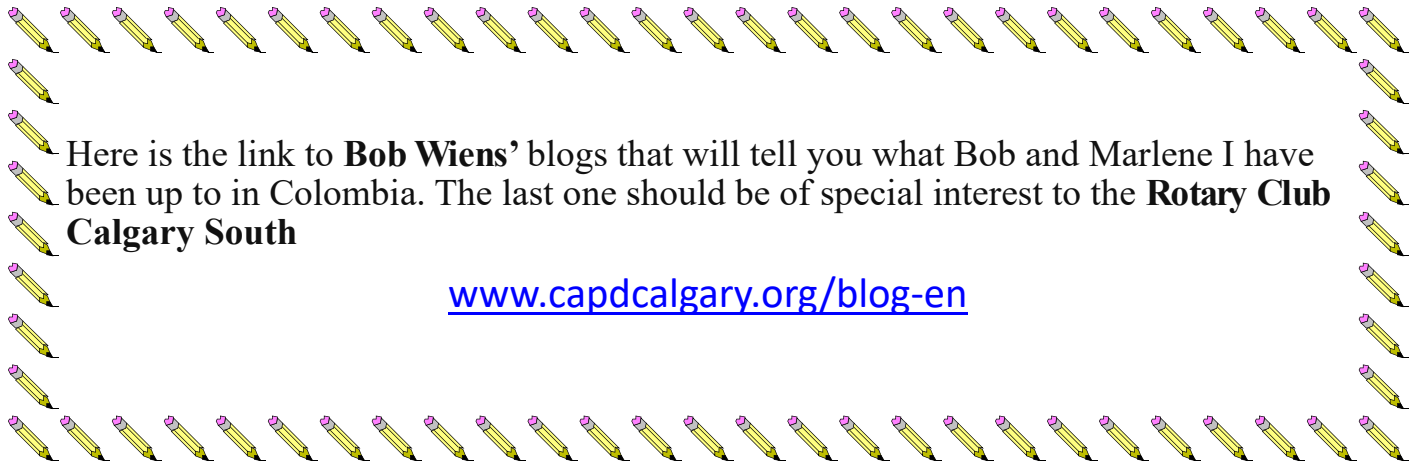 Here is the link to Bob Wiens’ blogs that will tell you what Bob and Marlene I have
been up to in Colombia. The last one should be of special interest to the Rotary Club
Calgary South
www.capdcalgary.org/blog-en